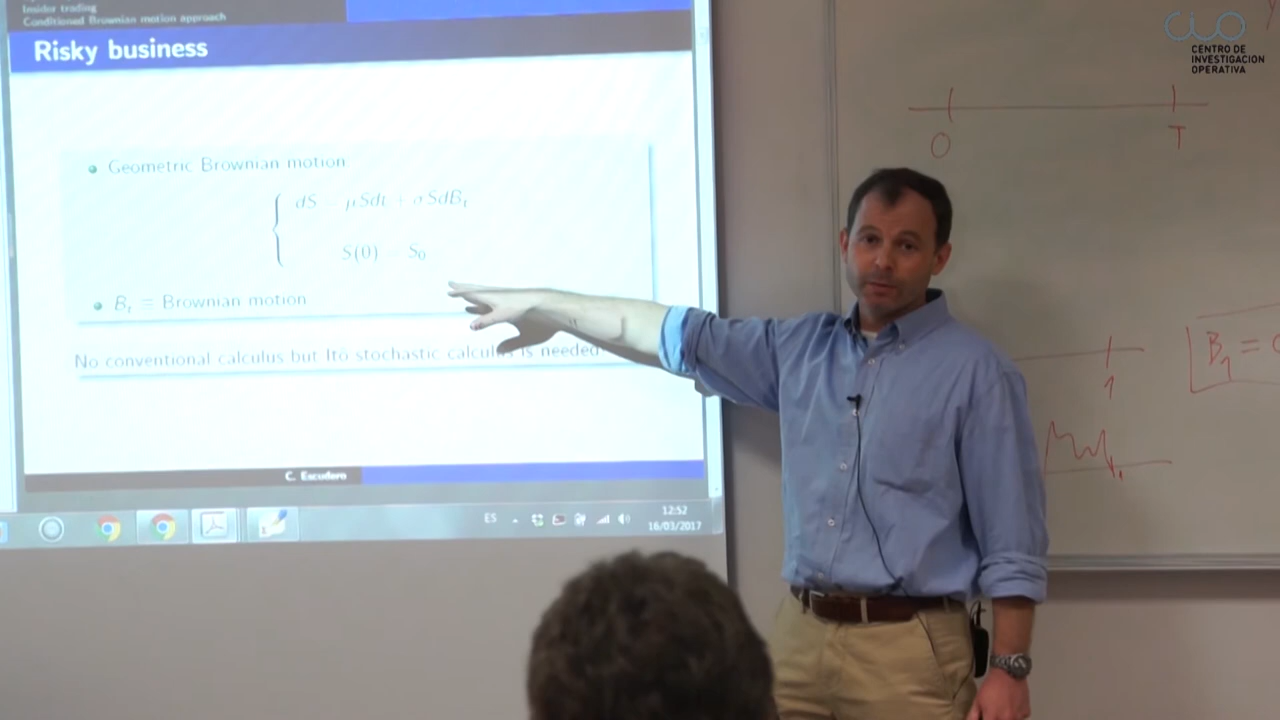 Insider trading
Conditioned Brownian motion approach
Risky business
Geometric Brownian motion
dS = μSdt + σSdB_t
S(0) = S_0
B_t = Brownian motion
No conventional calculus but Itô stochastic calculus is needed
C. Escudero
ES
12:52
16/03/2017
CIO
CENTRO DE
INVESTIGACION
OPERATIVA
0
T
1
B_1 =